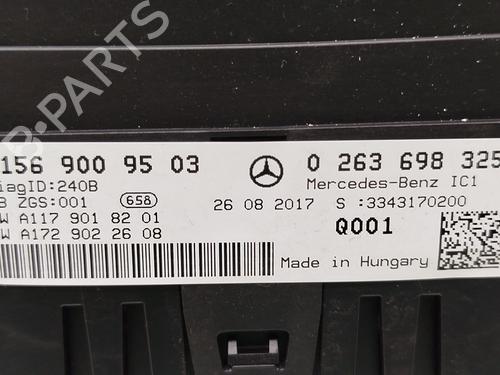 156 900 95 03
0 263 698 325
iagID:240B
Mercedes-Benz IC1
B ZGS:001
658
26 08 2017
S :3343170200
W A117 901 82 01
Q001
W A172 902 26 08
Made in Hungary
B-PARTS